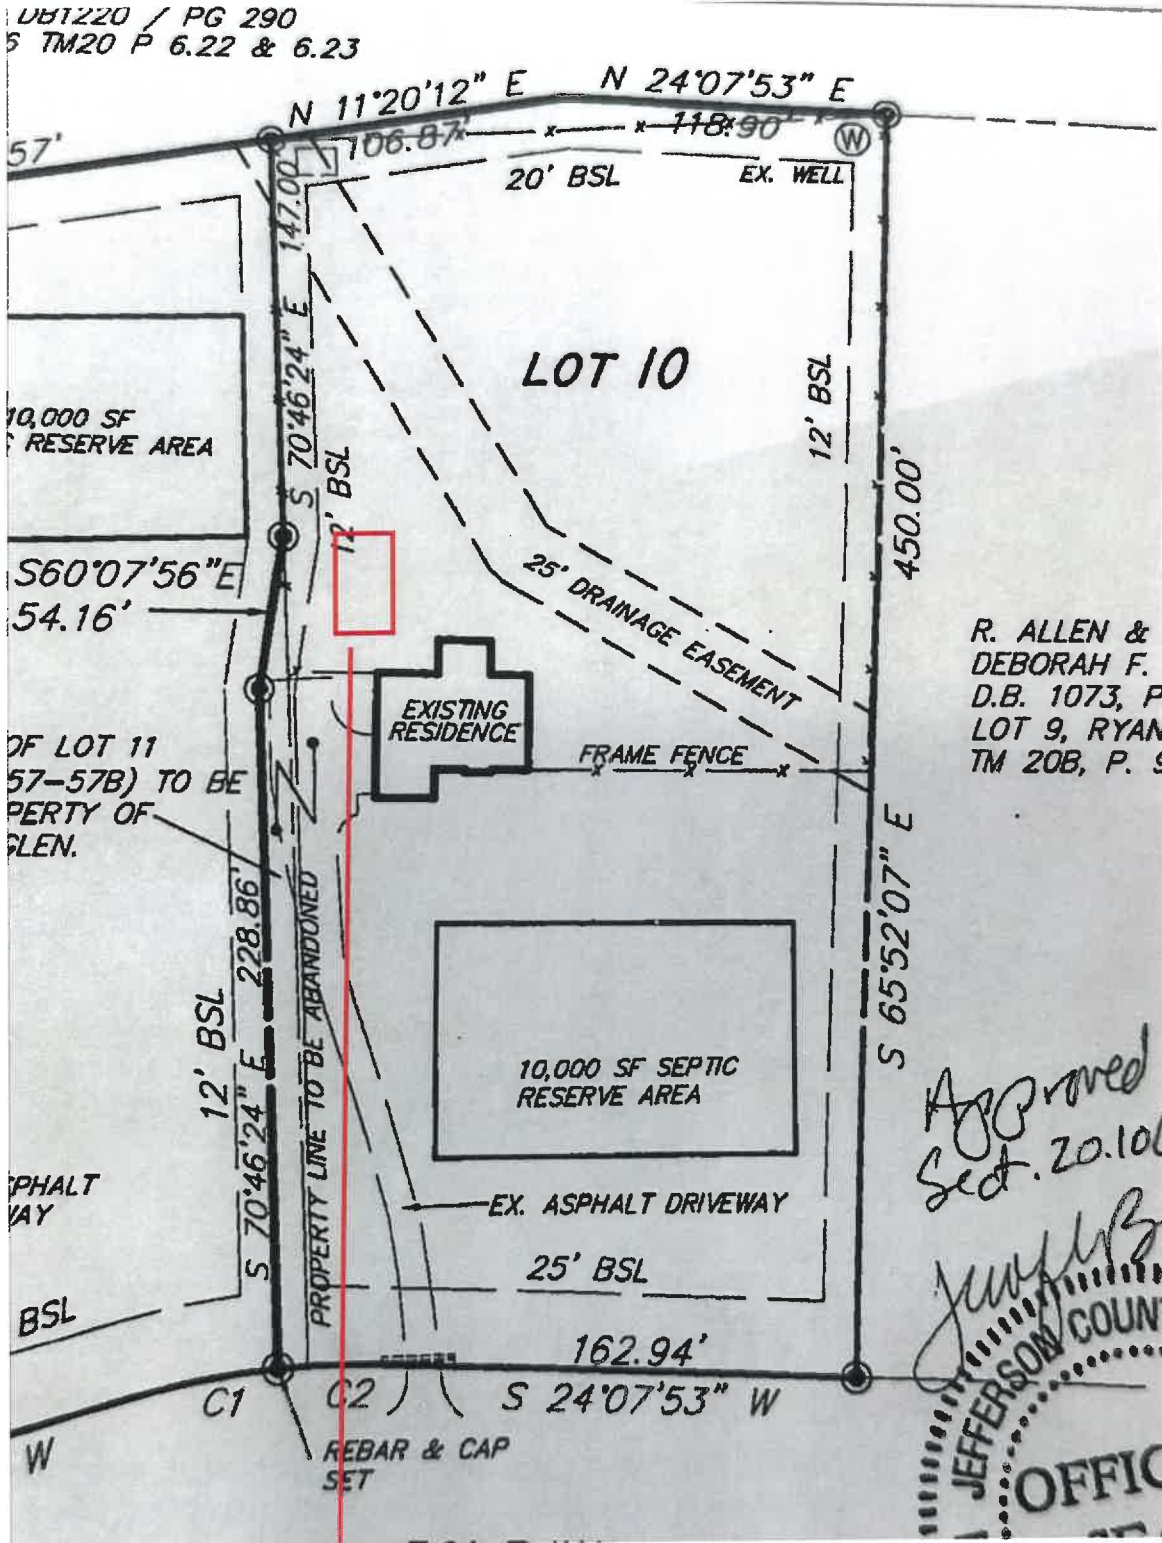 DB1220 / PG 290
TM20 P 6.22 & 6.23
N 11°20'12" E
N 24°07'53" E
57'
106.87'
118.90'
W
147.00
20' BSL
EX. WELL
LOT 10
S 70°46'24" E
12' BSL
12' BSL
450.00'
10,000 SF
RESERVE AREA
S60°07'56"E
54.16'
25' DRAINAGE EASEMENT
R. ALLEN &
DEBORAH F.
D.B. 1073, P
LOT 9, RYAN
TM 20B, P. 9
EXISTING
RESIDENCE
FRAME FENCE
OF LOT 11
57-57B) TO BE
PERTY OF
GLEN.
S 65°52'07" E
228.86'
S 70°46'24" E
12' BSL
PROPERTY LINE TO BE ABANDONED
10,000 SF SEPTIC
RESERVE AREA
Approved
Sect. 20.10
PHALT
AY
EX. ASPHALT DRIVEWAY
25' BSL
BSL
162.94'
C1
C2
S 24°07'53" W
W
REBAR & CAP
SET
JEFFERSON COUN
OFFIC